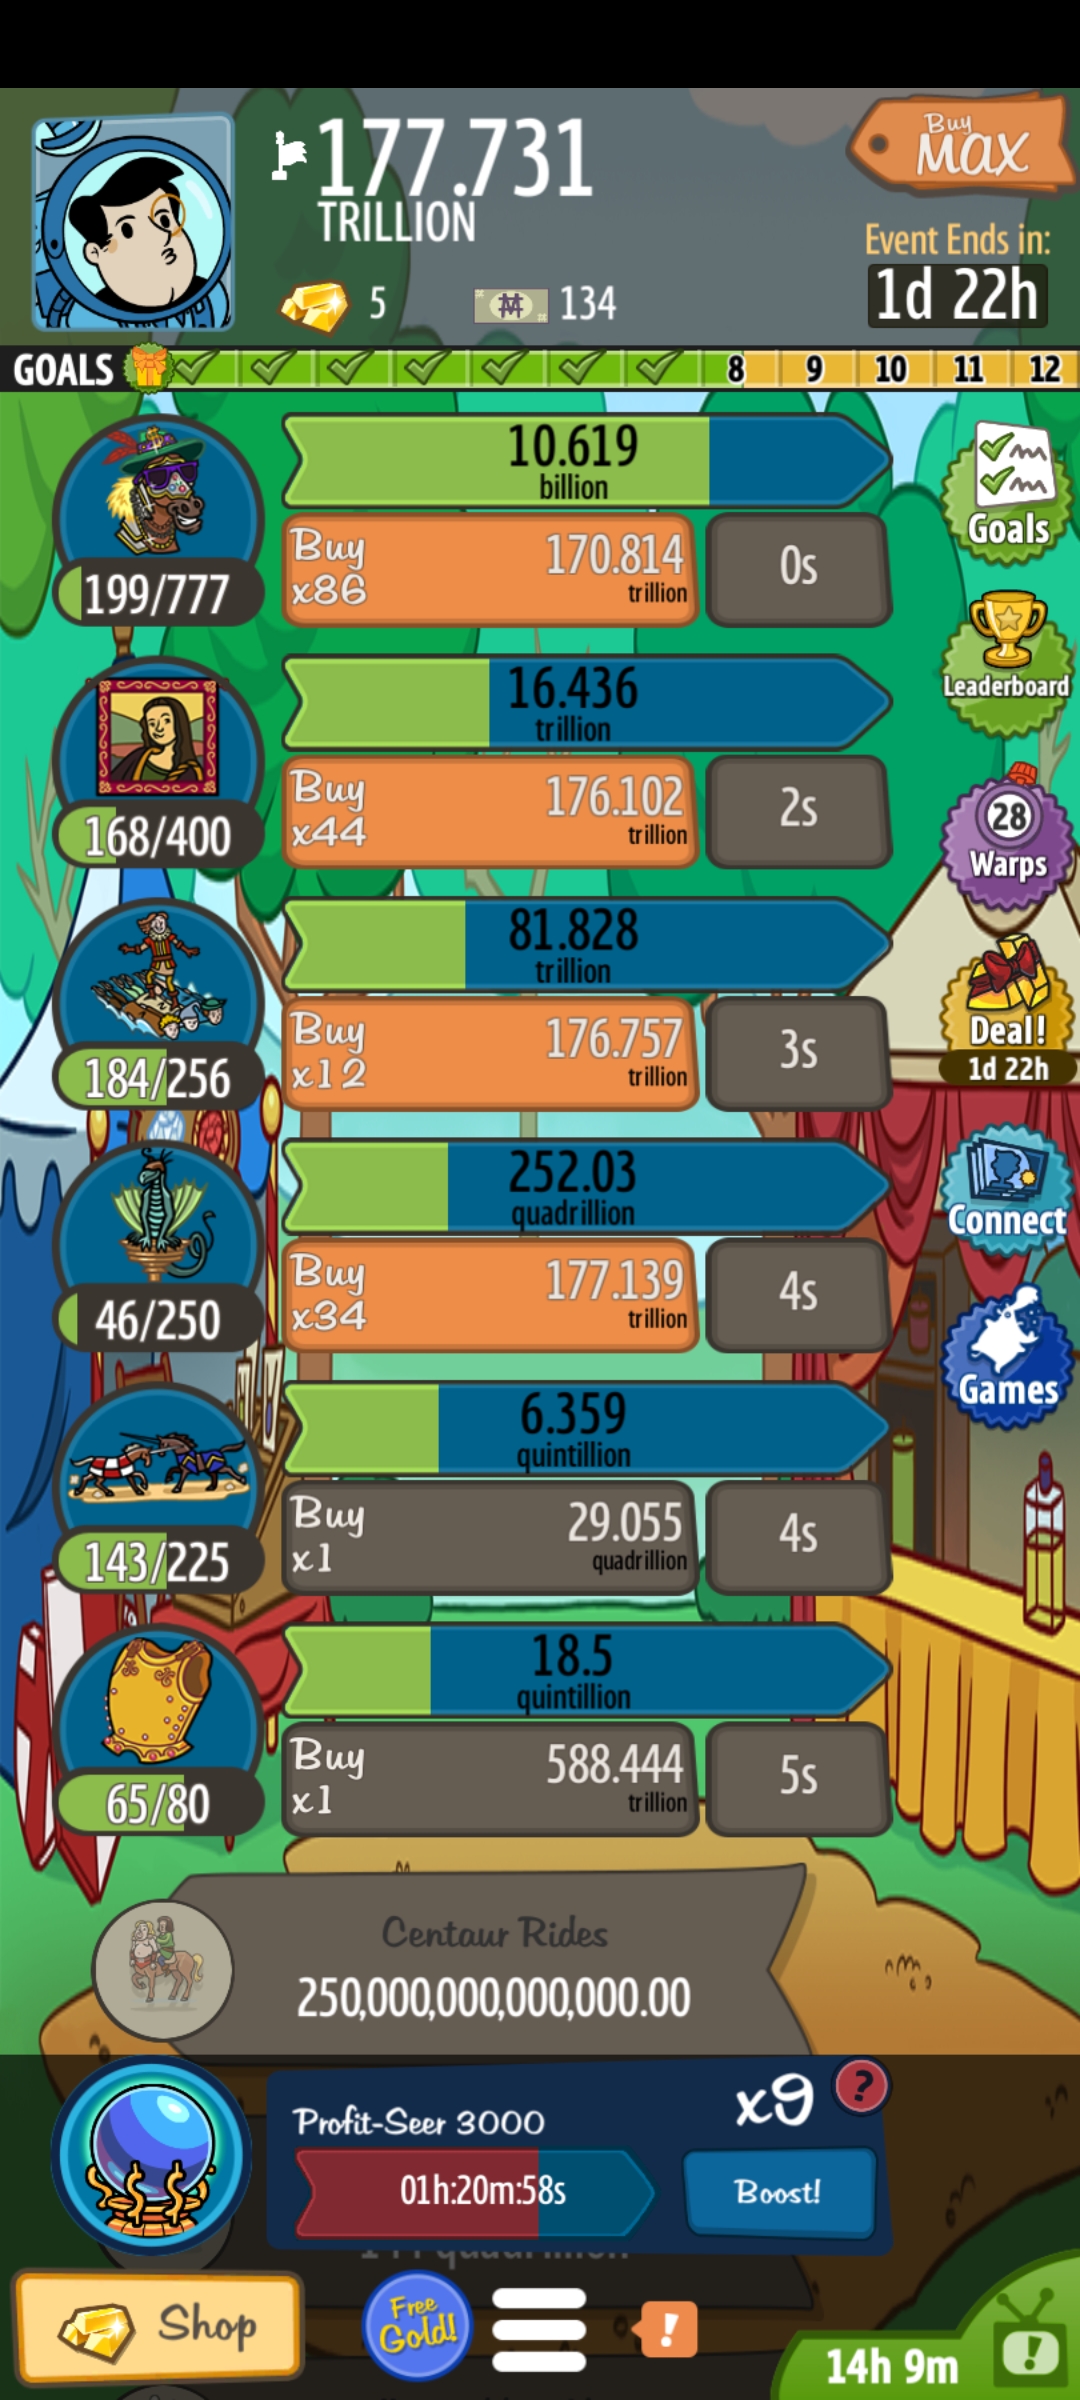 177.731
TRILLION
Buy
MAX
Event Ends in:
1d 22h
5
134
GOALS
8 9 10 11 12
10.619
billion
Buy
x86
170.814
trillion
0s
199/777
Goals
16.436
trillion
Buy
x44
176.102
trillion
2s
168/400
Leaderboard
28
Warps
81.828
trillion
Buy
x12
176.757
trillion
3s
184/256
Deal!
1d 22h
252.03
quadrillion
Buy
x34
177.139
trillion
4s
46/250
Connect
Games
6.359
quintillion
Buy
x1
29.055
quadrillion
4s
143/225
18.5
quintillion
Buy
x1
588.444
trillion
5s
65/80
Centaur Rides
250,000,000,000,000.00
Profit-Seer 3000
x9
?
01h:20m:58s
Boost!
Shop
Free
Gold!
!
14h 9m
!